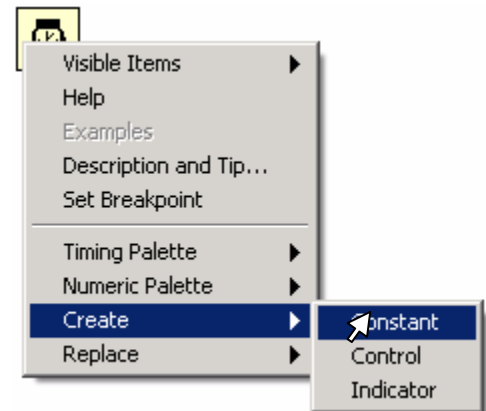 Visible Items
Help
Examples
Description and Tip...
Set Breakpoint
Timing Palette
Numeric Palette
Create
Constant
Replace
Control
Indicator